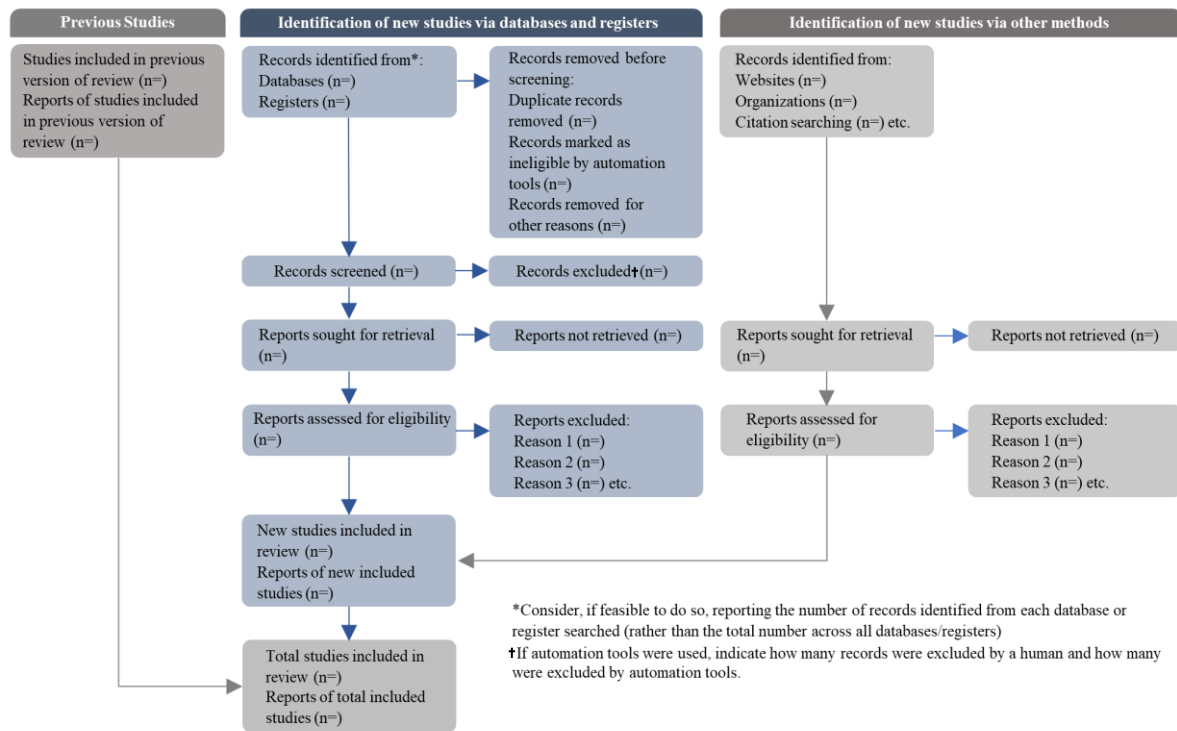 Previous Studies
Studies included in previous
version of review (n=)
Reports of studies included
in previous version of
review (n=)
Identification of new studies via databases and registers
Records identified from*:
Databases (n=)
Registers (n=)
Records removed before
screening:
Duplicate records
removed (n=)
Records marked as
ineligible by automation
tools (n=)
Records removed for
other reasons (n=)
Records screened (n=)
Records excluded†(n=)
Reports sought for retrieval
(n=)
Reports not retrieved (n=)
Reports assessed for eligibility
(n=)
Reports excluded:
Reason 1 (n=)
Reason 2 (n=)
Reason 3 (n=) etc.
New studies included in
review (n=)
Reports of new included
studies (n=)
Total studies included in
review (n=)
Reports of total included
studies (n=)
Identification of new studies via other methods
Records identified from:
Websites (n=)
Organizations (n=)
Citation searching (n=) etc.
Reports sought for retrieval
(n=)
Reports not retrieved (n=)
Reports assessed for
eligibility (n=)
Reports excluded:
Reason 1 (n=)
Reason 2 (n=)
Reason 3 (n=) etc.
*Consider, if feasible to do so, reporting the number of records identified from each database or
register searched (rather than the total number across all databases/registers)
†If automation tools were used, indicate how many records were excluded by a human and how many
were excluded by automation tools.